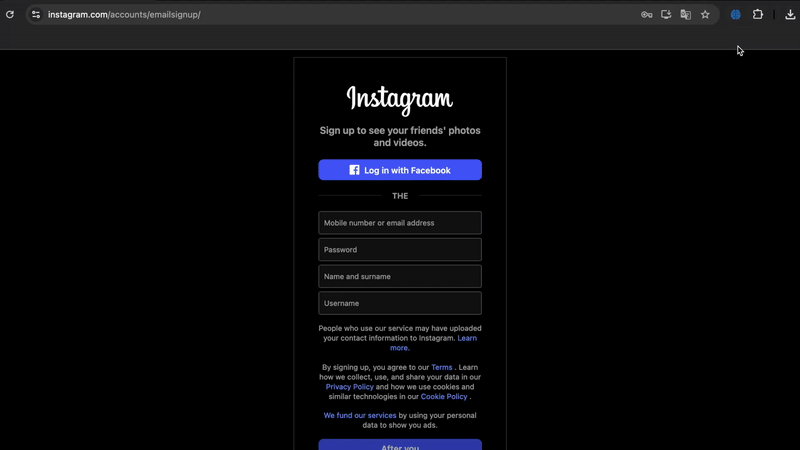 instagram.com/accounts/emailsignup/
Instagram
Sign up to see your friends' photos
and videos.
Log in with Facebook
THE
Mobile number or email address
Password
Name and surname
Username
People who use our service may have uploaded
your contact information to Instagram. Learn
more.
By signing up, you agree to our Terms . Learn
how we collect, use, and share your data in our
Privacy Policy and how we use cookies and
similar technologies in our Cookie Policy .
We fund our services by using your personal
data to show you ads.
After you